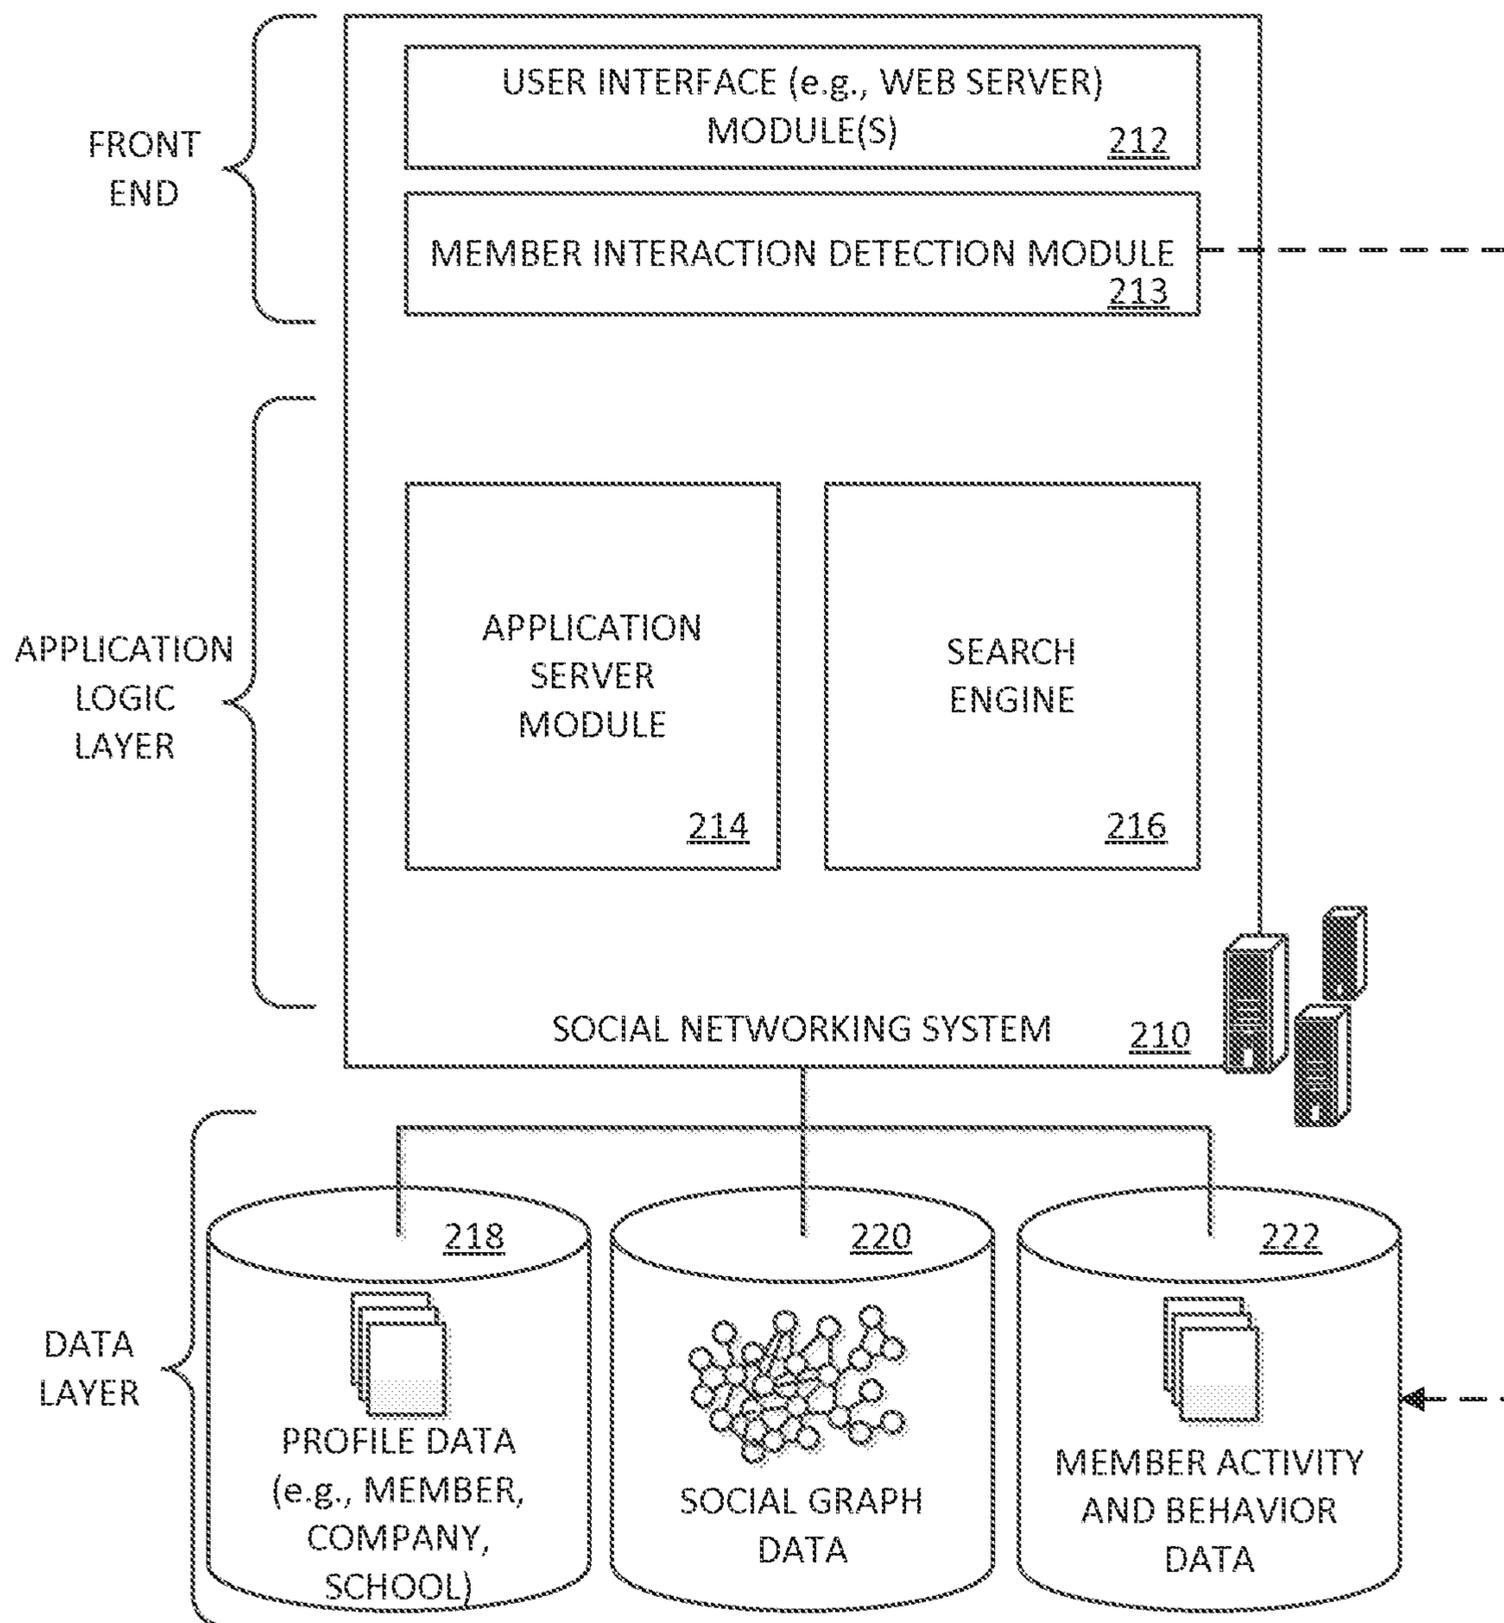 FRONT
END
USER INTERFACE (e.g., WEB SERVER)
MODULE(S)
212
MEMBER INTERACTION DETECTION MODULE
213
APPLICATION
LOGIC
LAYER
APPLICATION
SERVER
MODULE
214
SEARCH
ENGINE
216
SOCIAL NETWORKING SYSTEM
210
DATA
LAYER
218
PROFILE DATA
(e.g., MEMBER,
COMPANY,
SCHOOL)
220
SOCIAL GRAPH
DATA
222
MEMBER ACTIVITY
AND BEHAVIOR
DATA